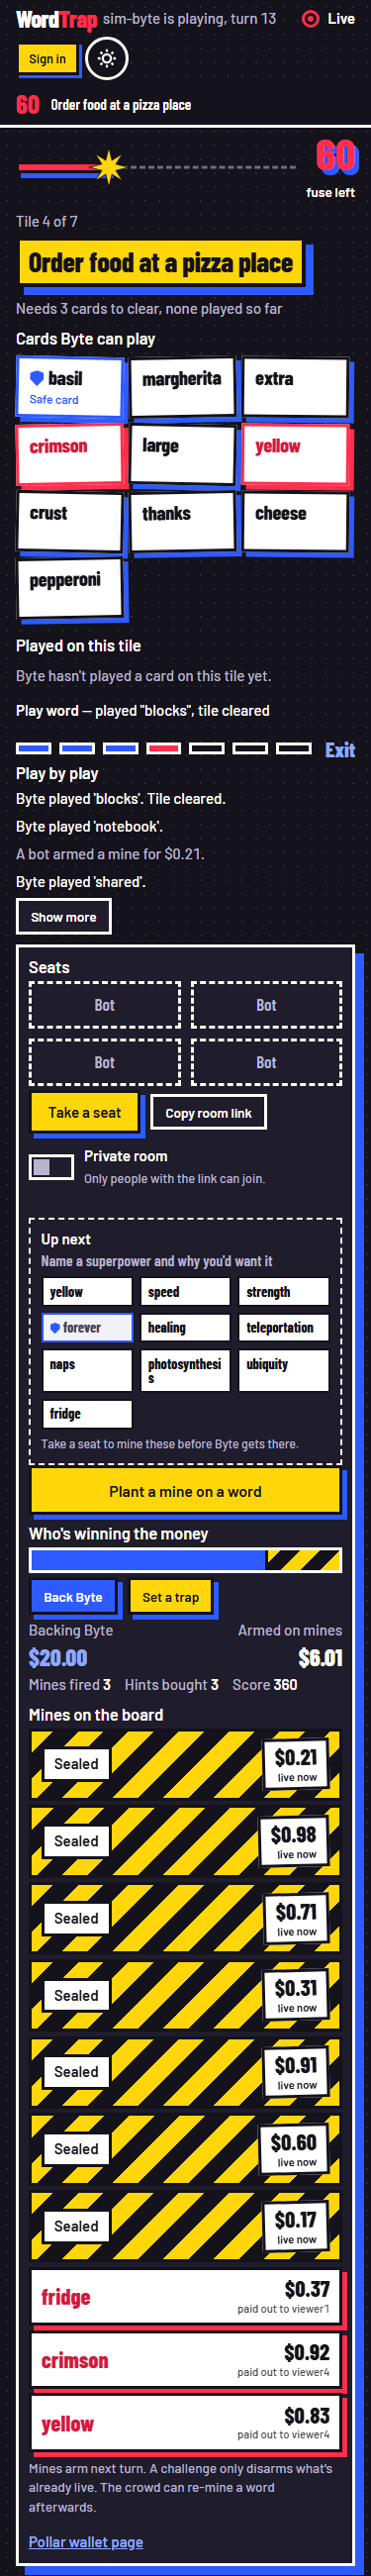 WordTrap sim-byte is playing, turn 13 Live
Sign in
60 Order food at a pizza place
60
fuse left
Tile 4 of 7
Order food at a pizza place
Needs 3 cards to clear, none played so far
Cards Byte can play
basil margherita extra
Safe card
crimson large yellow
crust thanks cheese
pepperoni
Played on this tile
Byte hasn't played a card on this tile yet.
Play word — played "blocks", tile cleared
Exit
Play by play
Byte played 'blocks'. Tile cleared.
Byte played 'notebook'.
A bot armed a mine for $0.21.
Byte played 'shared'.
Show more
Seats
Bot Bot
Bot Bot
Take a seat Copy room link
Private room
Only people with the link can join.
Up next
Name a superpower and why you'd want it
yellow speed strength
forever healing teleportation
naps photosynthesi ubiquity
s
fridge
Take a seat to mine these before Byte gets there.
Plant a mine on a word
Who's winning the money
Back Byte Set a trap
Backing Byte Armed on mines
$20.00 $6.01
Mines fired 3 Hints bought 3 Score 360
Mines on the board
Sealed $0.21
live now
Sealed $0.98
live now
Sealed $0.71
live now
Sealed $0.31
live now
Sealed $0.91
live now
Sealed $0.60
live now
Sealed $0.17
live now
fridge $0.37
paid out to viewer1
crimson $0.92
paid out to viewer4
yellow $0.83
paid out to viewer4
Mines arm next turn. A challenge only disarms what's
already live. The crowd can re-mine a word
afterwards.
Pollar wallet page